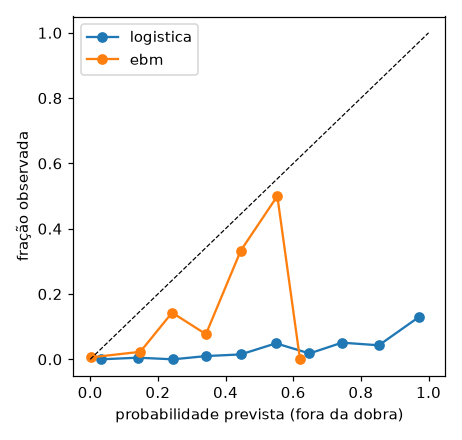 1.0
0.8
0.6
0.4
0.2
0.0
fração observada
logistica
ebm
0.0 0.2 0.4 0.6 0.8 1.0
probabilidade prevista (fora da dobra)